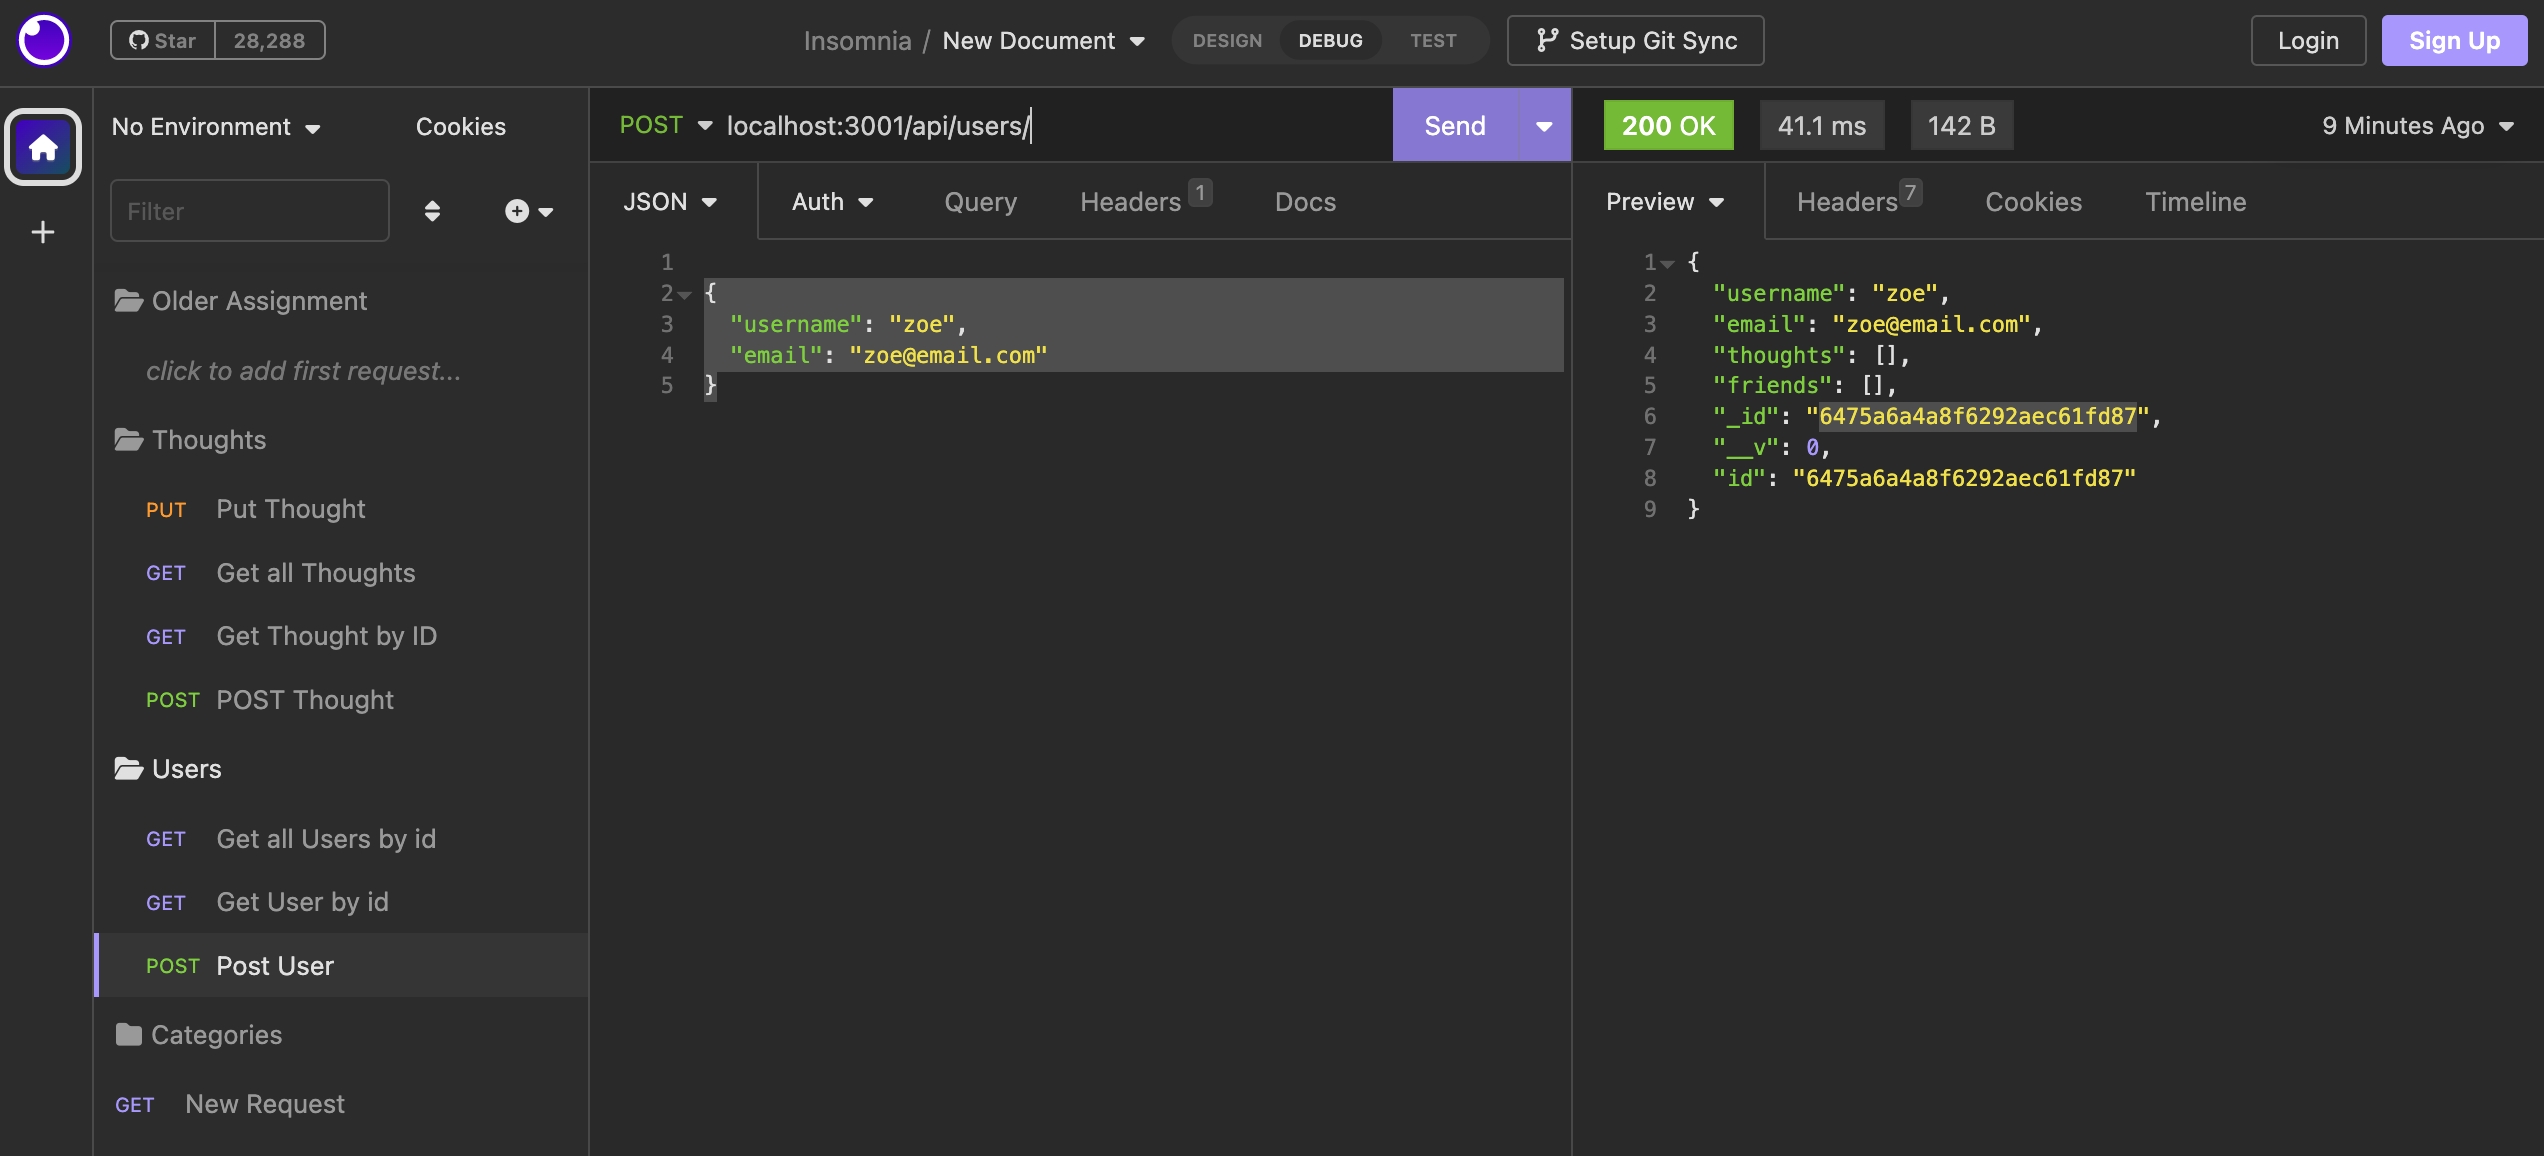 Star 28,288
Insomnia / New Document
DESIGN DEBUG TEST
Setup Git Sync
Login
Sign Up
No Environment
Cookies
Filter
Older Assignment
click to add first request...
Thoughts
PUT Put Thought
GET Get all Thoughts
GET Get Thought by ID
POST POST Thought
Users
GET Get all Users by id
GET Get User by id
POST Post User
Categories
GET New Request
POST localhost:3001/api/users/
Send
JSON Auth Query Headers 1 Docs
1
2 {
3 "username": "zoe",
4 "email": "zoe@email.com"
5 }
200 OK 41.1 ms 142 B 9 Minutes Ago
Preview Headers 7 Cookies Timeline
1 {
2 "username": "zoe",
3 "email": "zoe@email.com",
4 "thoughts": [],
5 "friends": [],
6 "_id": "6475a6a4a8f6292aec61fd87",
7 "__v": 0,
8 "id": "6475a6a4a8f6292aec61fd87"
9 }